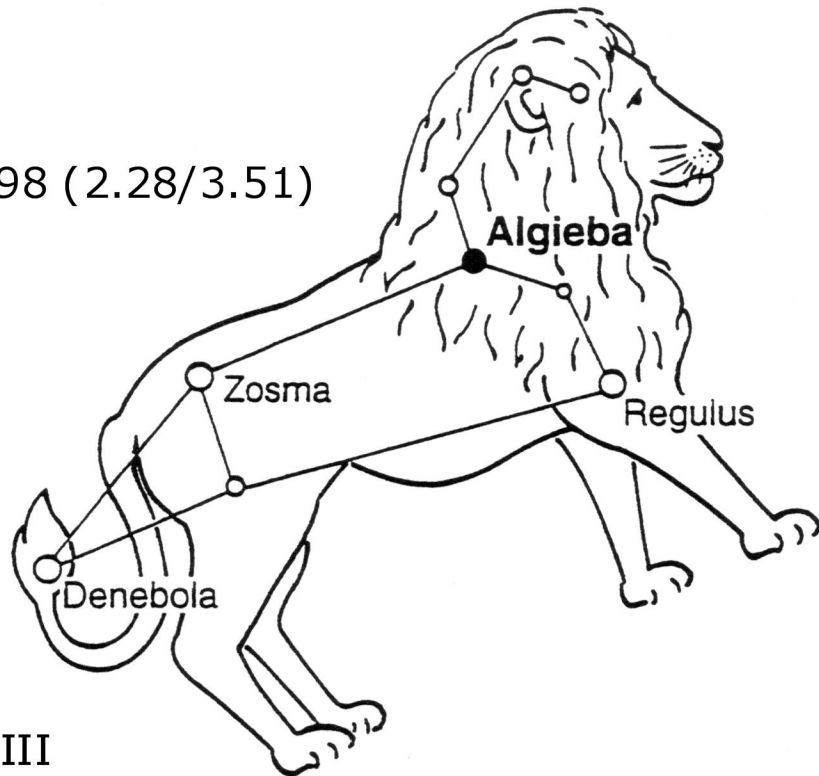 98 (2.28/3.51)
Algieba
Zosma
Regulus
Denebola
III